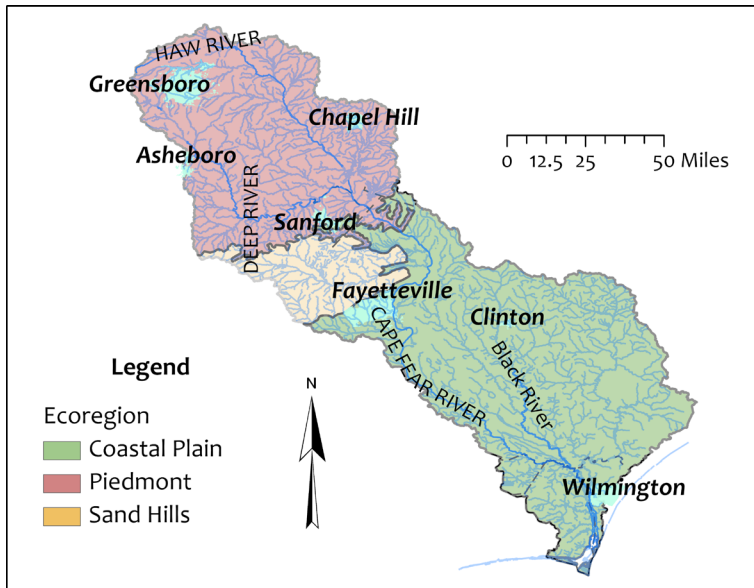 HAW RIVER
Greensboro
Chapel Hill
Asheboro
0 12.5 25 50 Miles
DEEP RIVER
Sanford
Fayetteville
CAPE FEAR RIVER
Clinton
Black River
Wilmington
Legend
N
Ecoregion
Coastal Plain
Piedmont
Sand Hills